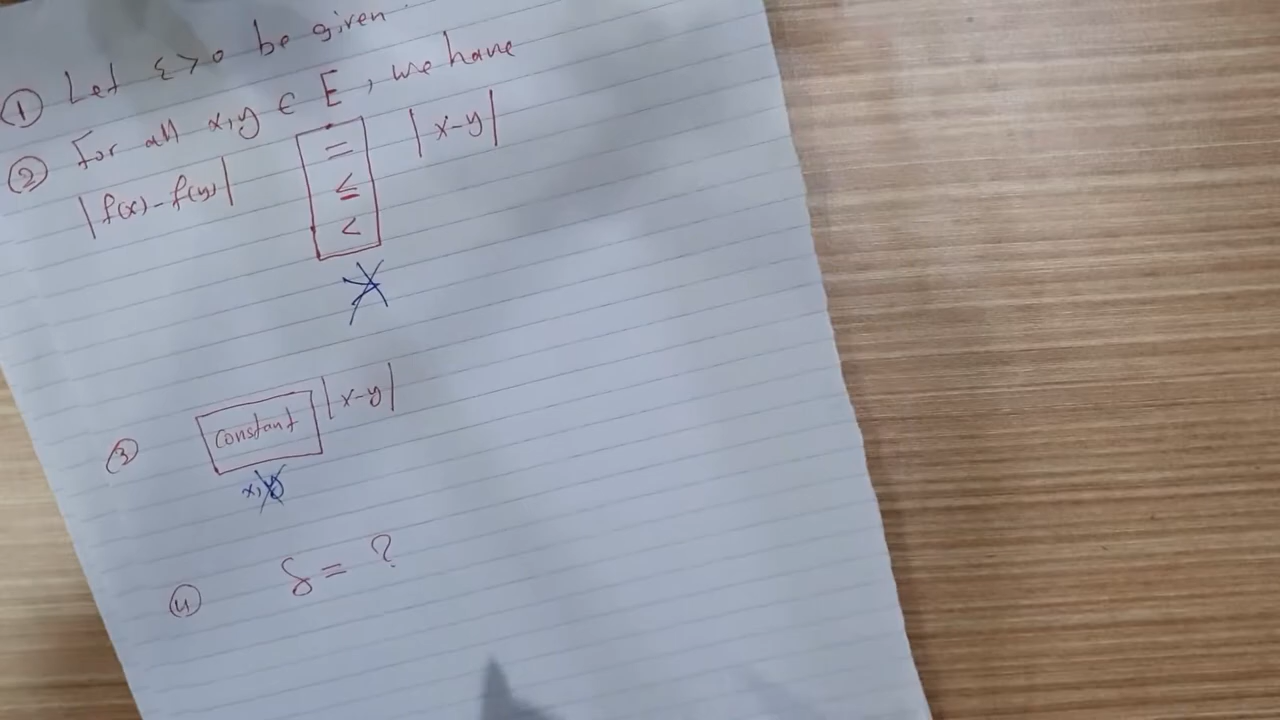 ① Let ε>0 be given.
② For all x,y ∈ E, we have
|f(x)-f(y)| = ≤ < |x-y|
③ constant |x-y|
x,y
④ δ= ?